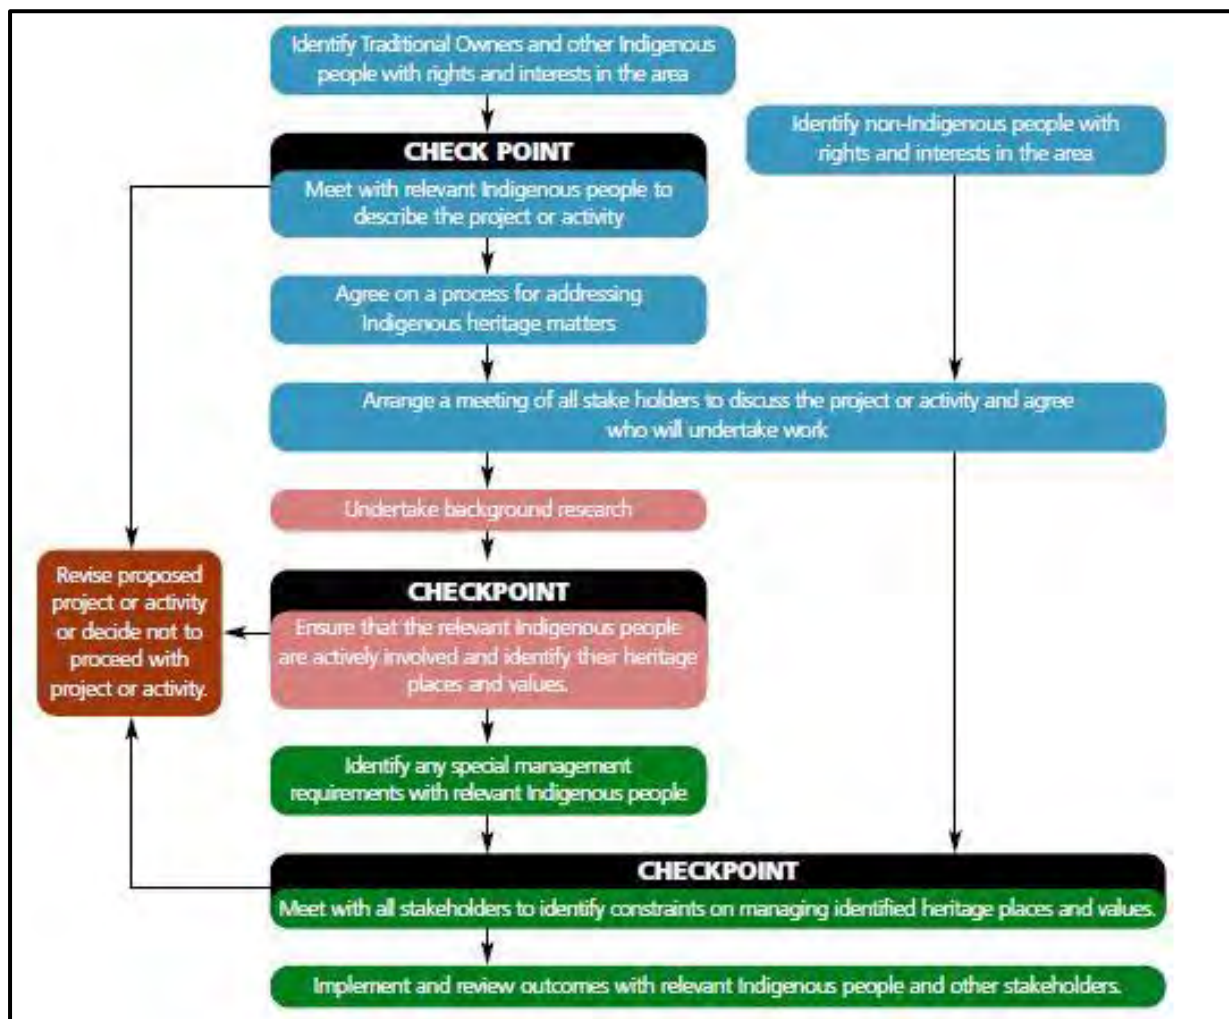 Identify Traditional Owners and other Indigenous
people with rights and interests in the area
Identify non-Indigenous people with
rights and interests in the area
CHECK POINT
Meet with relevant Indigenous people to
describe the project or activity
Agree on a process for addressing
Indigenous heritage matters
Arrange a meeting of all stake holders to discuss the project or activity and agree
who will undertake work
Undertake background research
Revise proposed
project or activity
or decide not to
proceed with
project or activity.
CHECKPOINT
Ensure that the relevant Indigenous people
are actively involved and identify their heritage
places and values.
Identify any special management
requirements with relevant Indigenous people
CHECKPOINT
Meet with all stakeholders to identify constraints on managing identified heritage places and values.
Implement and review outcomes with relevant Indigenous people and other stakeholders.